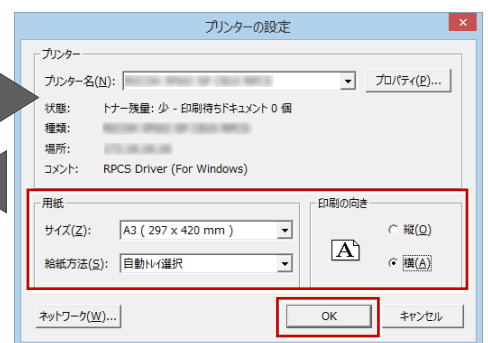 プリンターの設定
プリンター
プリンター名(N):
プロパティ(P)...
状態: トナー残量: 少 - 印刷待ちドキュメント 0 個
種類:
場所:
コメント: RPCS Driver (For Windows)
用紙
サイズ(Z): A3 ( 297 x 420 mm )
給紙方法(S): 自動トレイ選択
印刷の向き
A
縦(O)
横(A)
ネットワーク(W)...
OK
キャンセル